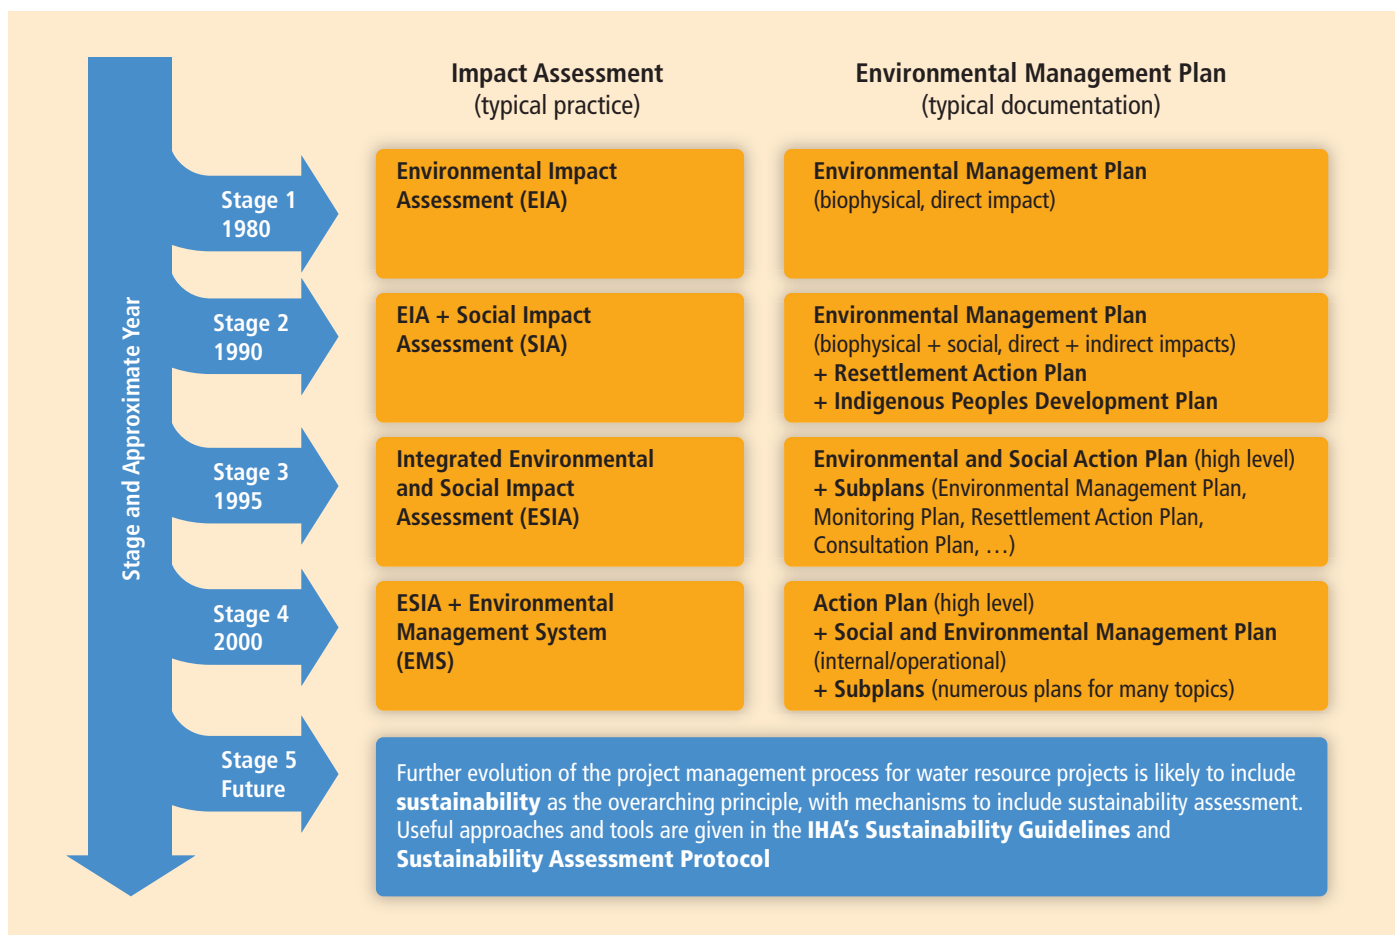 Impact Assessment
(typical practice)
Environmental Management Plan
(typical documentation)
Stage and Approximate Year
Stage 1
1980
Environmental Impact
Assessment (EIA)
Environmental Management Plan
(biophysical, direct impact)
Stage 2
1990
EIA + Social Impact
Assessment (SIA)
Environmental Management Plan
(biophysical + social, direct + indirect impacts)
+ Resettlement Action Plan
+ Indigenous Peoples Development Plan
Stage 3
1995
Integrated Environmental
and Social Impact
Assessment (ESIA)
Environmental and Social Action Plan (high level)
+ Subplans (Environmental Management Plan,
Monitoring Plan, Resettlement Action Plan,
Consultation Plan, …)
Stage 4
2000
ESIA + Environmental
Management System
(EMS)
Action Plan (high level)
+ Social and Environmental Management Plan
(internal/operational)
+ Subplans (numerous plans for many topics)
Stage 5
Future
Further evolution of the project management process for water resource projects is likely to include
sustainability as the overarching principle, with mechanisms to include sustainability assessment.
Useful approaches and tools are given in the IHA’s Sustainability Guidelines and
Sustainability Assessment Protocol